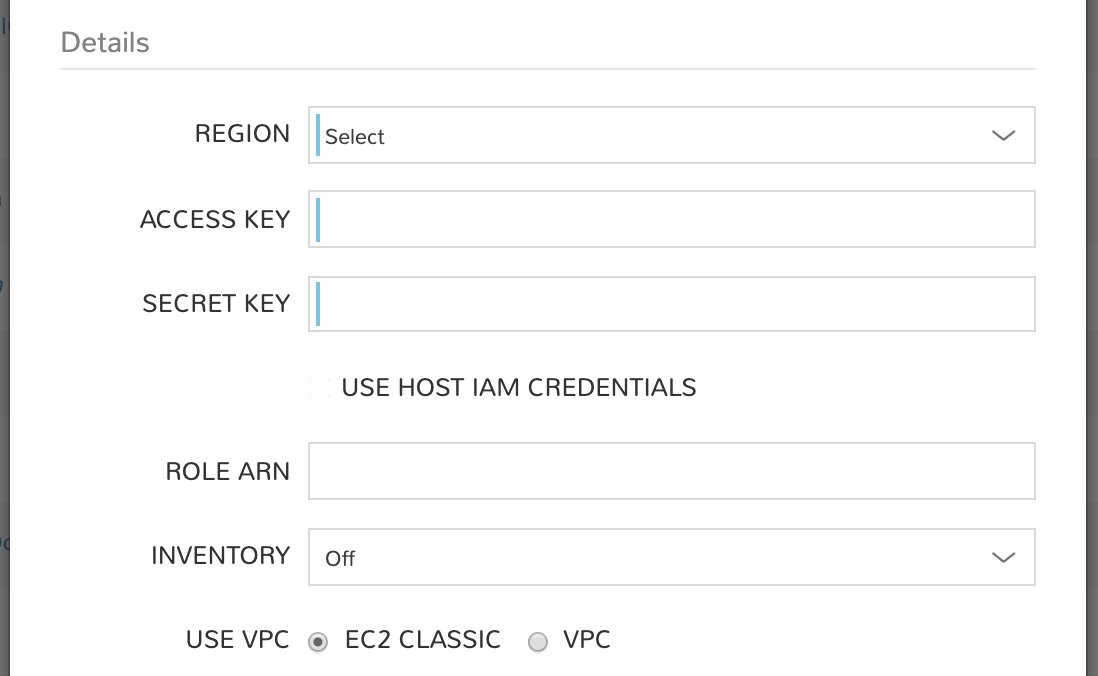 Details
REGION Select
ACCESS KEY
SECRET KEY
USE HOST IAM CREDENTIALS
ROLE ARN
INVENTORY Off
USE VPC EC2 CLASSIC VPC